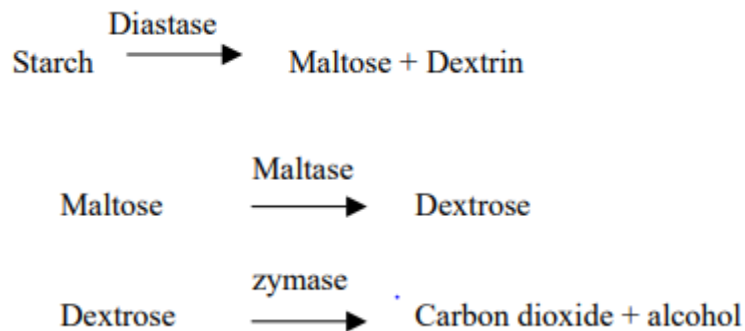 Diastase
Starch Maltose + Dextrin
Maltase
Maltose Dextrose
zymase
Dextrose Carbon dioxide + alcohol